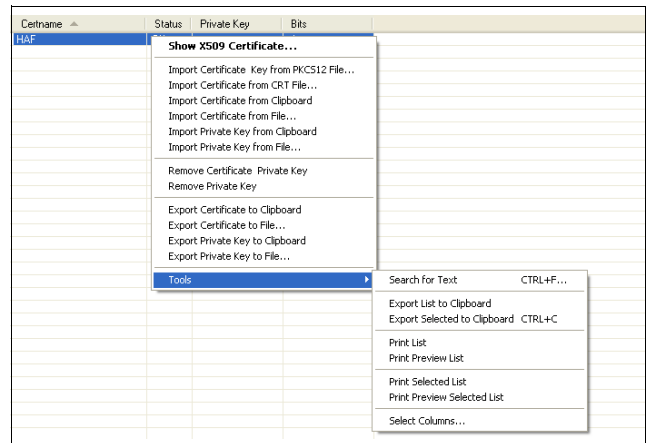 Certname Status Private Key Bits
HAF
Show X509 Certificate...
Import Certificate Key from PKCS12 File...
Import Certificate from CRT File...
Import Certificate from Clipboard
Import Certificate from File...
Import Private Key from Clipboard
Import Private Key from File...
Remove Certificate Private Key
Remove Private Key
Export Certificate to Clipboard
Export Certificate to File...
Export Private Key to Clipboard
Export Private Key to File...
Tools
Search for Text CTRL+F...
Export List to Clipboard
Export Selected to Clipboard CTRL+C
Print List
Print Preview List
Print Selected List
Print Preview Selected List
Select Columns...